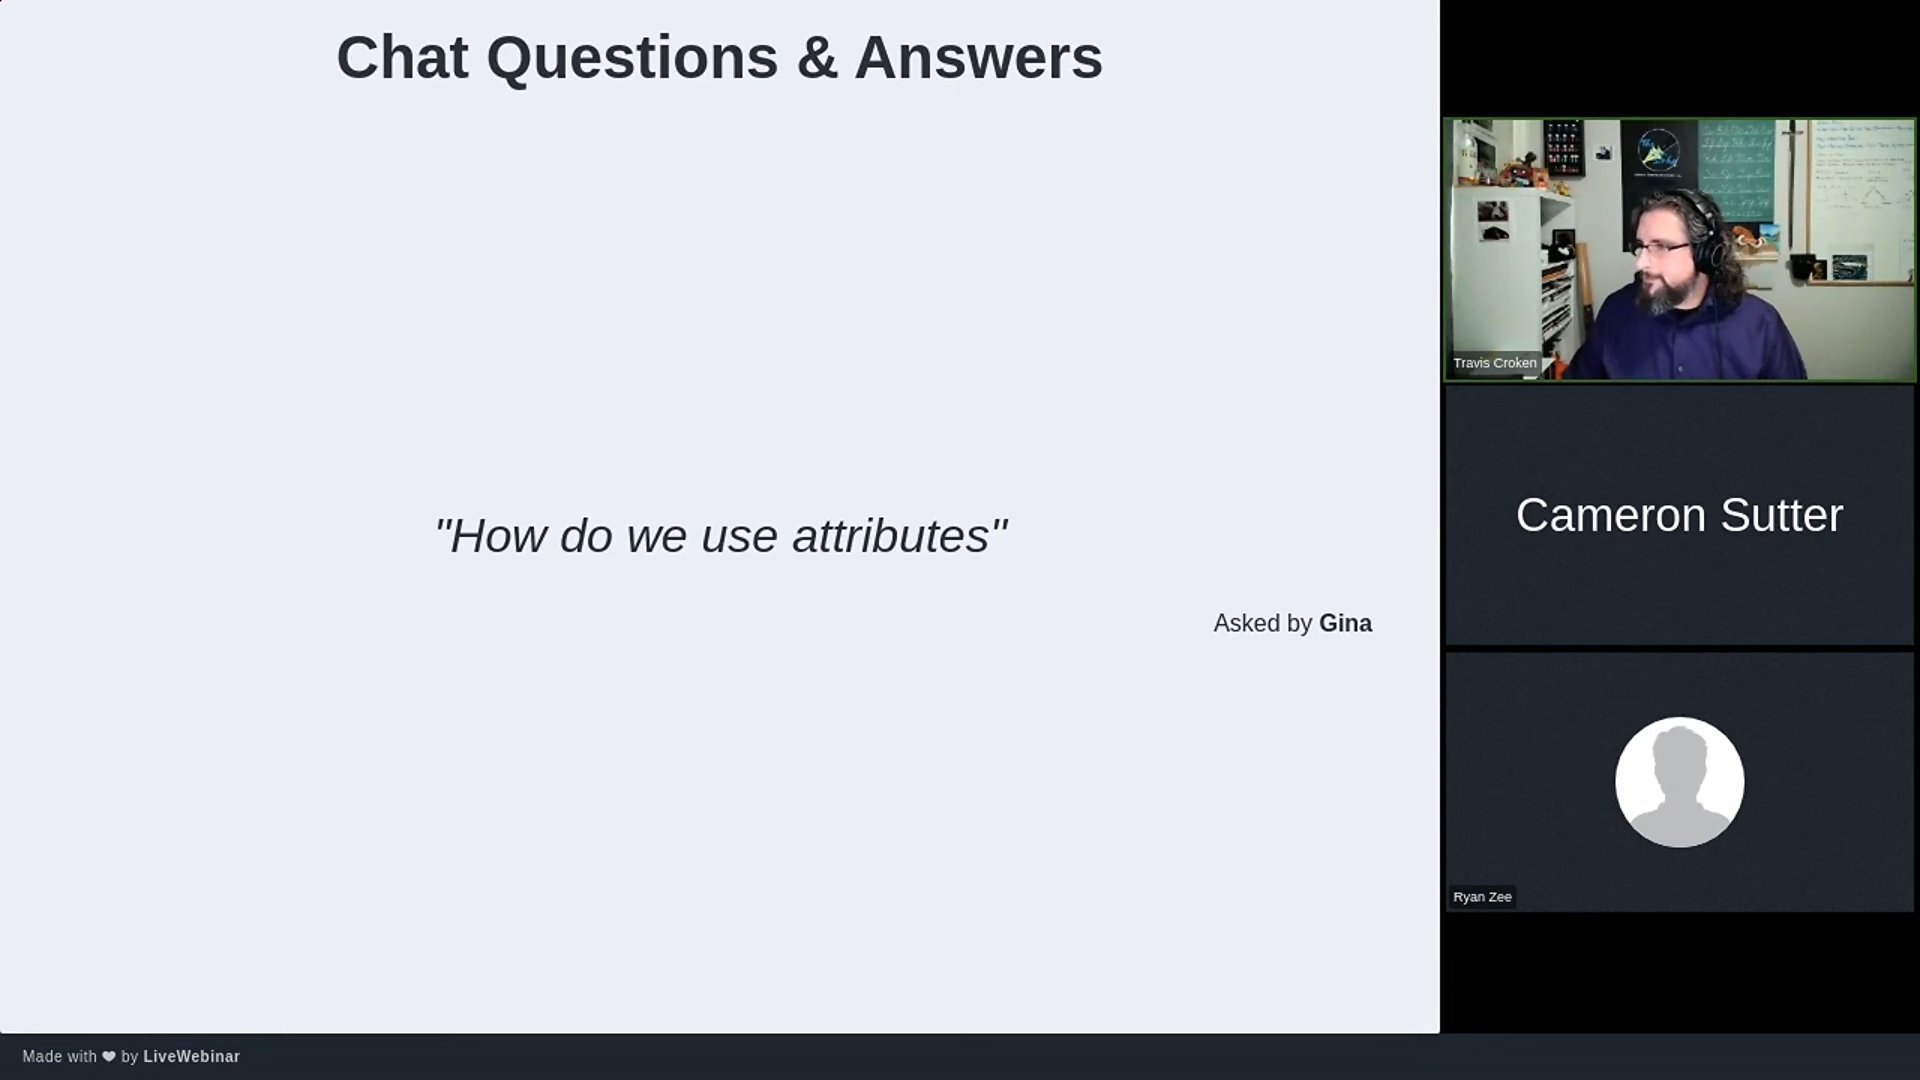 Chat Questions & Answers
"How do we use attributes"
Asked by Gina
Travis Croken
Cameron Sutter
Ryan Zee
Made with ❤ by LiveWebinar